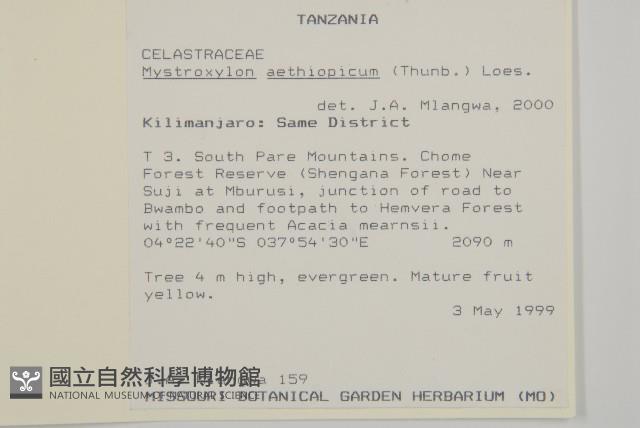 TANZANIA
CELASTRACEAE
Mystroxylon aethiopicum (Thunb.) Loes.
det. J.A. Mlangwa, 2000
Kilimanjaro: Same District
T 3. South Pare Mountains. Chome
Forest Reserve (Shengana Forest) Near
Suji at Mburusi, junction of road to
Bwambo and footpath to Hemvera Forest
with frequent Acacia mearnsii.
04°22'40"S 037°54'30"E 2090 m
Tree 4 m high, evergreen. Mature fruit
yellow.
3 May 1999
159
國立自然科學博物館
NATIONAL MUSEUM OF NATURAL SCIENCE
MISSOURI BOTANICAL GARDEN HERBARIUM (MO)